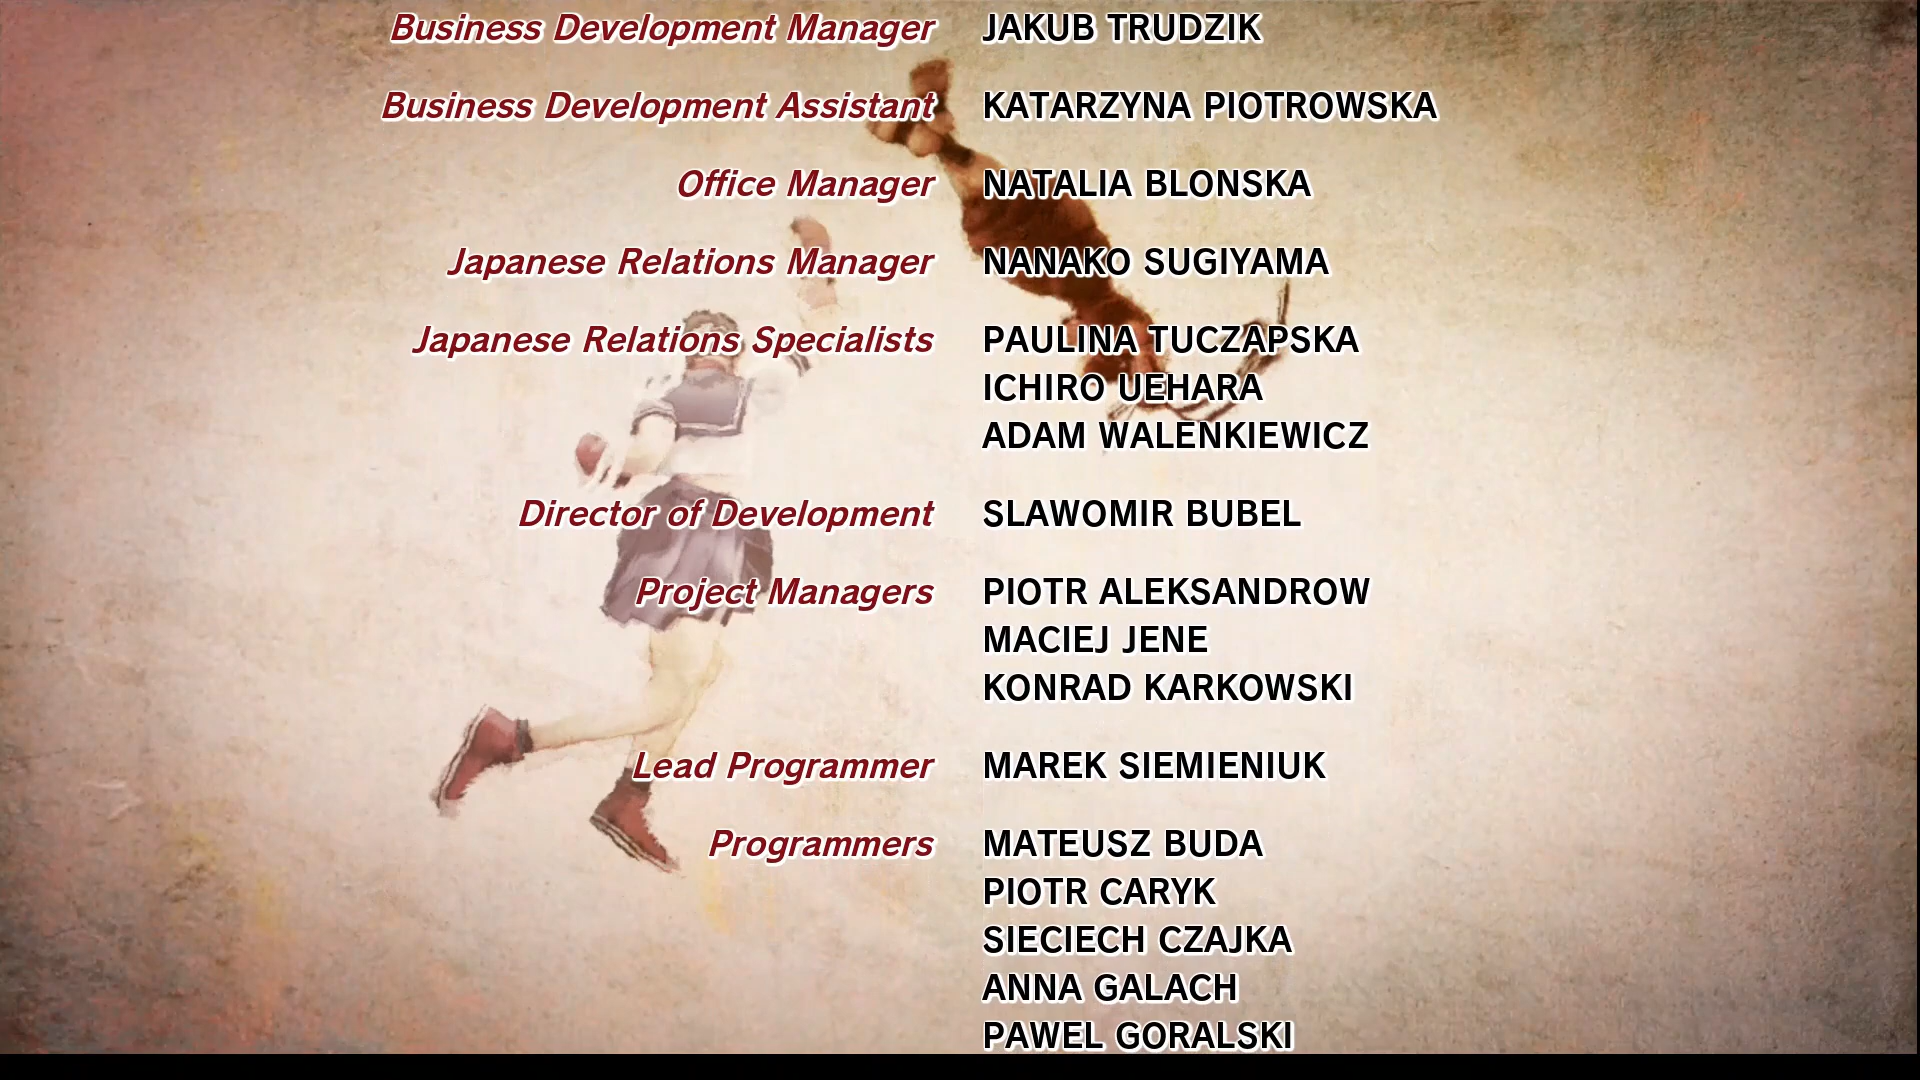 Business Development Manager JAKUB TRUDZIK
Business Development Assistant KATARZYNA PIOTROWSKA
Office Manager NATALIA BLONSKA
Japanese Relations Manager NANAKO SUGIYAMA
Japanese Relations Specialists PAULINA TUCZAPSKA
ICHIRO UEHARA
ADAM WALENKIEWICZ
Director of Development SLAWOMIR BUBEL
Project Managers PIOTR ALEKSANDROW
MACIEJ JENE
KONRAD KARKOWSKI
Lead Programmer MAREK SIEMIENIUK
Programmers MATEUSZ BUDA
PIOTR CARYK
SIECIECH CZAJKA
ANNA GALACH
PAWEL GORALSKI